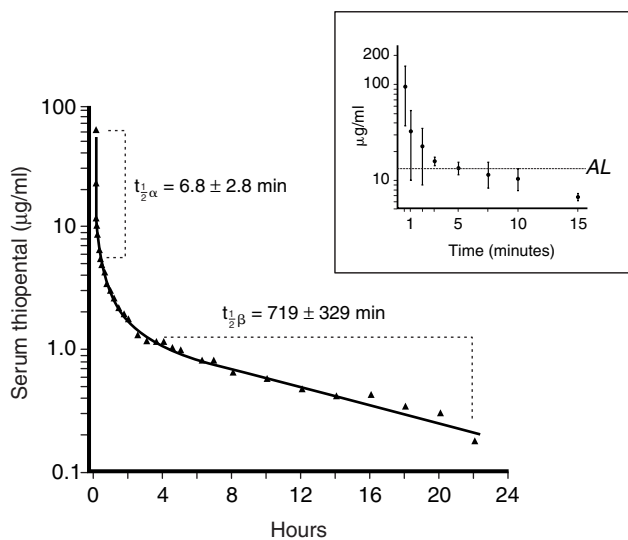 200
100
μg/ml
10
AL
1
5
10
15
Time (minutes)
100
10
1.0
0.1
Serum thiopental (μg/ml)
t½α = 6.8 ± 2.8 min
t½β = 719 ± 329 min
0
4
8
12
16
20
24
Hours